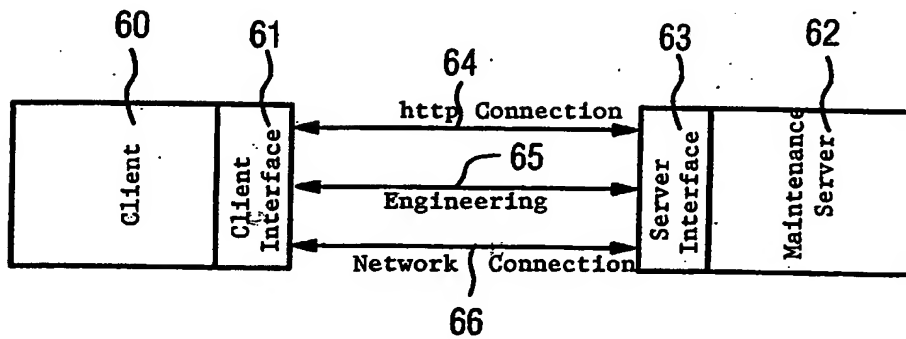 60
61
63
62
64
http Connection
65
Engineering
Network Connection
66
Client
Client
Interface
Server
Interface
Maintenance
Server